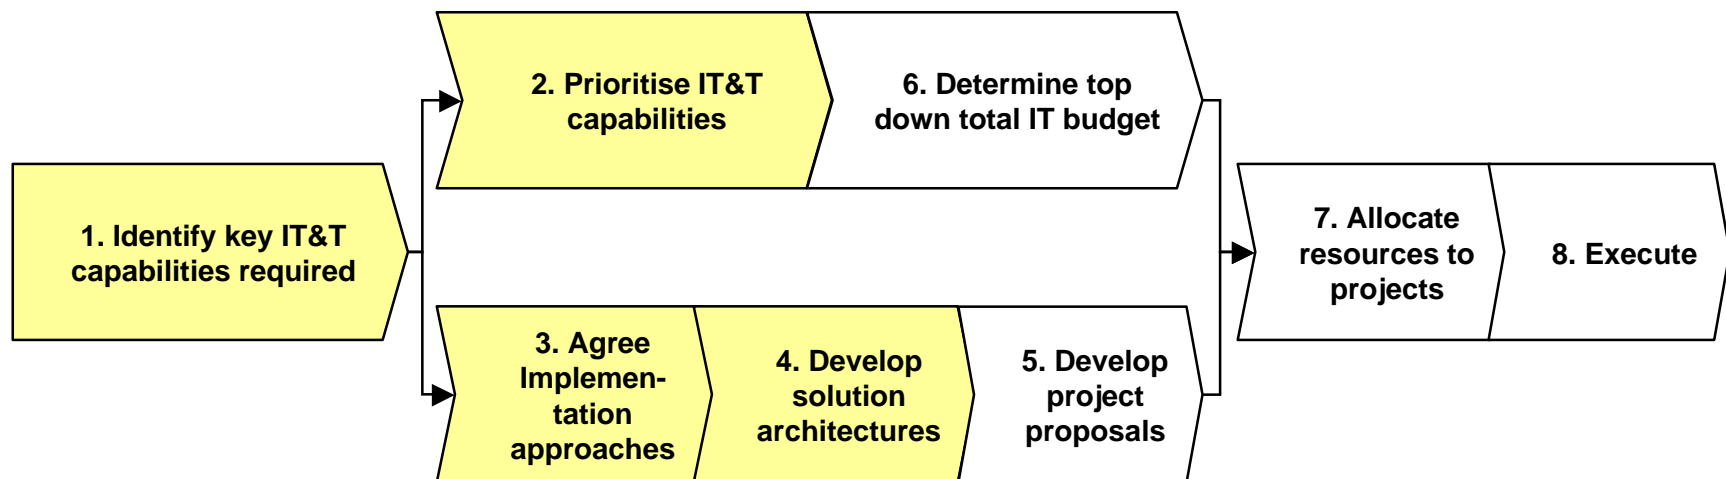 1. Identify key IT&T
capabilities required
2. Prioritise IT&T
capabilities
6. Determine top
down total IT budget
3. Agree
Implemen-
tation
approaches
4. Develop
solution
architectures
5. Develop
project
proposals
7. Allocate
resources to
projects
8. Execute